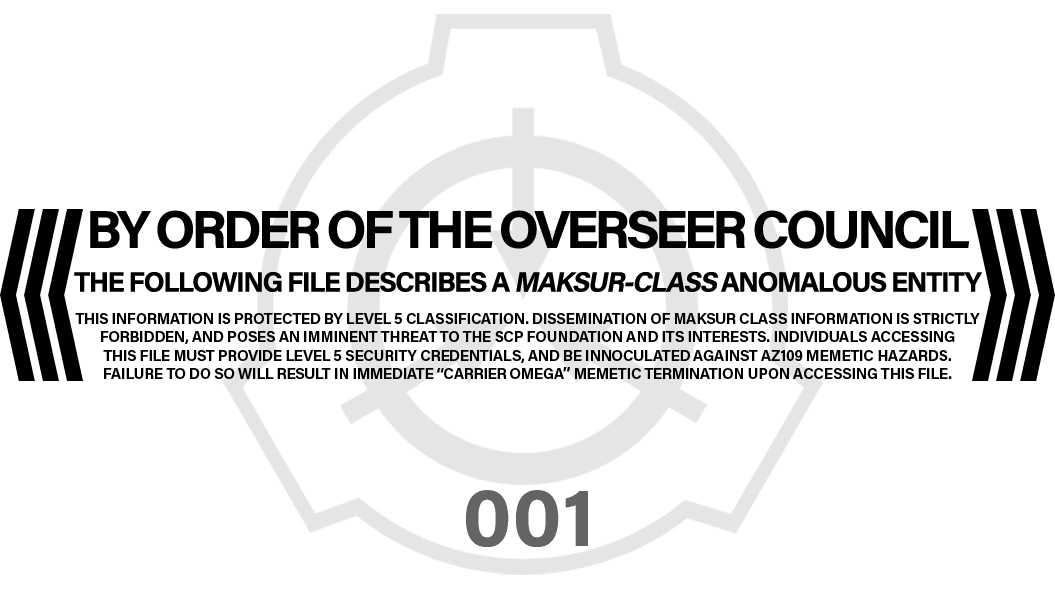 BY ORDER OF THE OVERSEER COUNCIL
THE FOLLOWING FILE DESCRIBES A MAKSUR-CLASS ANOMALOUS ENTITY
THIS INFORMATION IS PROTECTED BY LEVEL 5 CLASSIFICATION. DISSEMINATION OF MAKSUR CLASS INFORMATION IS STRICTLY
FORBIDDEN, AND POSES AN IMMINENT THREAT TO THE SCP FOUNDATION AND ITS INTERESTS. INDIVIDUALS ACCESSING
THIS FILE MUST PROVIDE LEVEL 5 SECURITY CREDENTIALS, AND BE INNOCULATED AGAINST AZ109 MEMETIC HAZARDS.
FAILURE TO DO SO WILL RESULT IN IMMEDIATE “CARRIER OMEGA” MEMETIC TERMINATION UPON ACCESSING THIS FILE.
001